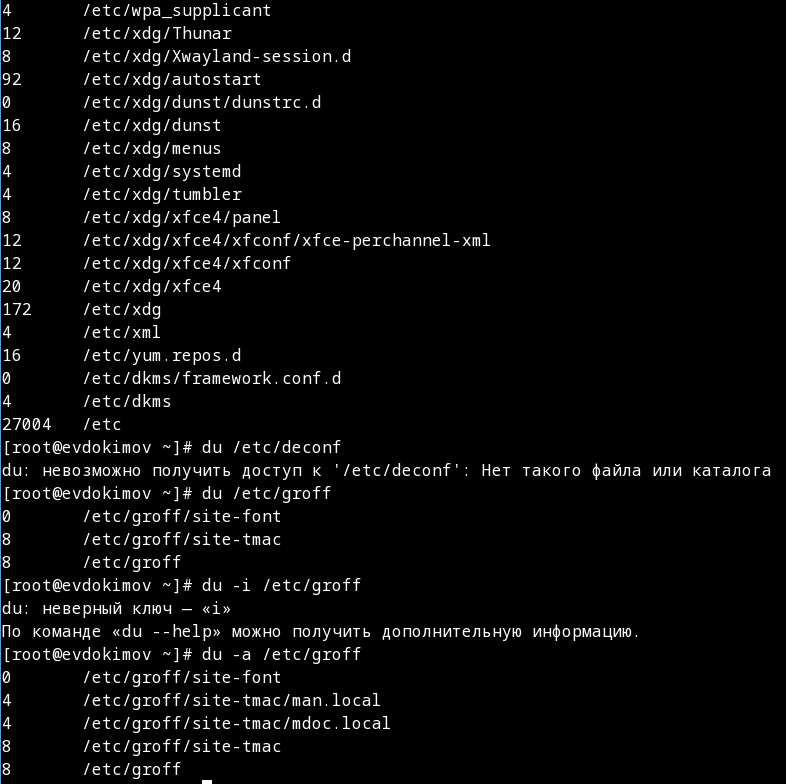 4       /etc/wpa_supplicant
12      /etc/xdg/Thunar
8       /etc/xdg/Xwayland-session.d
92      /etc/xdg/autostart
0       /etc/xdg/dunst/dunstrc.d
16      /etc/xdg/dunst
8       /etc/xdg/menus
4       /etc/xdg/systemd
4       /etc/xdg/tumbler
8       /etc/xdg/xfce4/panel
12      /etc/xdg/xfce4/xfconf/xfce-perchannel-xml
12      /etc/xdg/xfce4/xfconf
20      /etc/xdg/xfce4
172     /etc/xdg
4       /etc/xml
16      /etc/yum.repos.d
0       /etc/dkms/framework.conf.d
4       /etc/dkms
27004   /etc
[root@evdokimov ~]# du /etc/deconf
du: невозможно получить доступ к '/etc/deconf': Нет такого файла или каталога
[root@evdokimov ~]# du /etc/groff
0       /etc/groff/site-font
8       /etc/groff/site-tmac
8       /etc/groff
[root@evdokimov ~]# du -i /etc/groff
du: неверный ключ — «i»
По команде «du --help» можно получить дополнительную информацию.
[root@evdokimov ~]# du -a /etc/groff
0       /etc/groff/site-font
4       /etc/groff/site-tmac/man.local
4       /etc/groff/site-tmac/mdoc.local
8       /etc/groff/site-tmac
8       /etc/groff